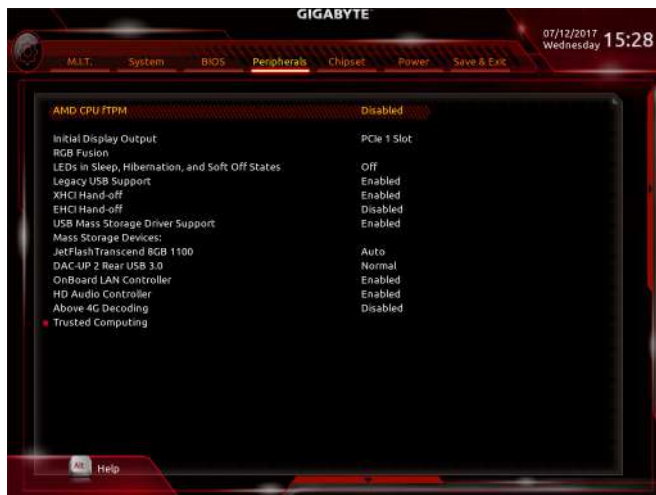 GIGABYTE
07/12/2017 Wednesday 15:28
M.I.T. System BIOS Peripherals Chipset Power Save & Exit
AMD CPU fTPM Disabled
Initial Display Output PCIe 1 Slot
RGB Fusion
LEDs in Sleep, Hibernation, and Soft Off States Off
Legacy USB Support Enabled
XHCI Hand-off Enabled
EHCI Hand-off Disabled
USB Mass Storage Driver Support Enabled
Mass Storage Devices:
JetFlashTranscend 8GB 1100 Auto
DAC-UP 2 Rear USB 3.0 Normal
OnBoard LAN Controller Enabled
HD Audio Controller Enabled
Above 4G Decoding Disabled
Trusted Computing
Alt Help